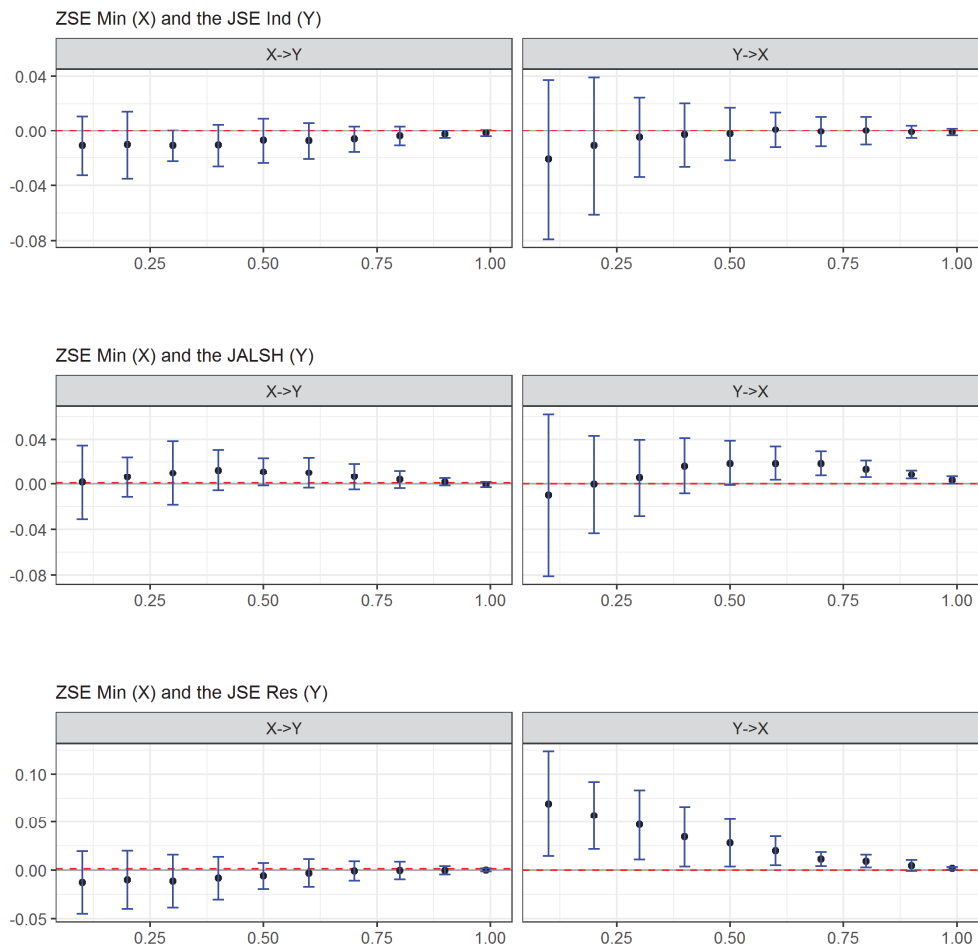 ZSE Min (X) and the JSE Ind (Y)
X->Y Y->X
0.04
0.00
-0.04
-0.08
0.25 0.50 0.75 1.00 0.25 0.50 0.75 1.00
ZSE Min (X) and the JALSH (Y)
X->Y Y->X
0.04
0.00
-0.04
-0.08
0.25 0.50 0.75 1.00 0.25 0.50 0.75 1.00
ZSE Min (X) and the JSE Res (Y)
X->Y Y->X
0.10
0.05
0.00
-0.05
0.25 0.50 0.75 1.00 0.25 0.50 0.75 1.00